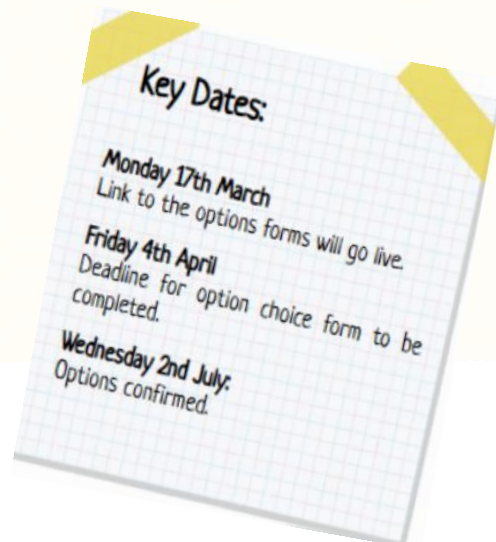 Key Dates:
Monday 17th March
Link to the options forms will go live.
Friday 4th April
Deadline for option choice form to be
completed.
Wednesday 2nd July:
Options confirmed.